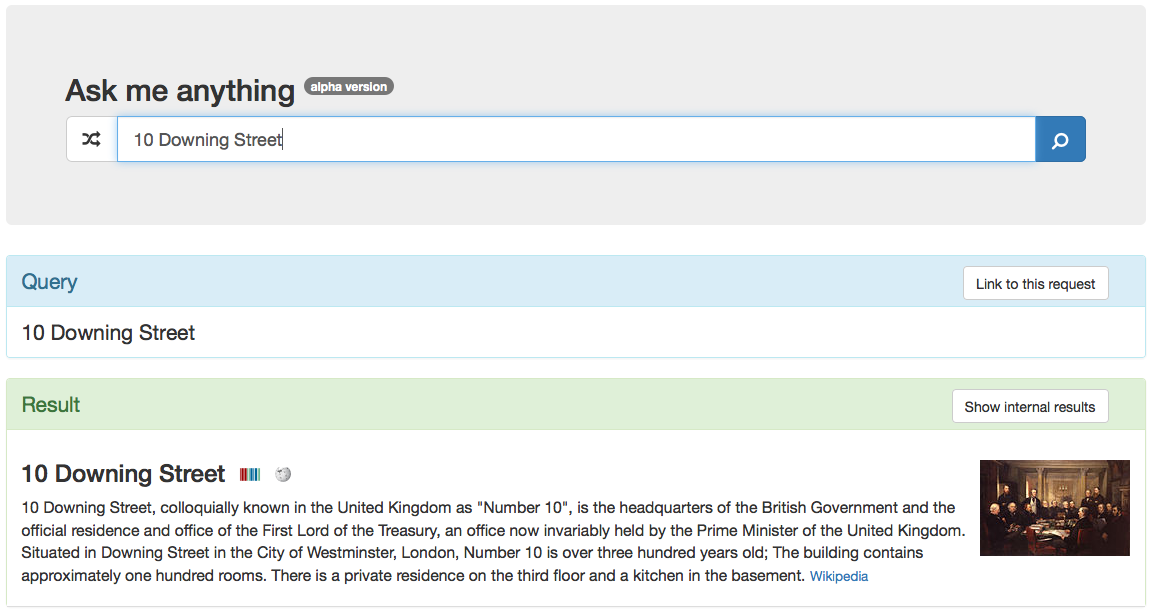 Ask me anything alpha version
10 Downing Street
Query
Link to this request
10 Downing Street
Result
Show internal results
10 Downing Street
10 Downing Street, colloquially known in the United Kingdom as "Number 10", is the headquarters of the British Government and the
official residence and office of the First Lord of the Treasury, an office now invariably held by the Prime Minister of the United Kingdom.
Situated in Downing Street in the City of Westminster, London, Number 10 is over three hundred years old; The building contains
approximately one hundred rooms. There is a private residence on the third floor and a kitchen in the basement. Wikipedia